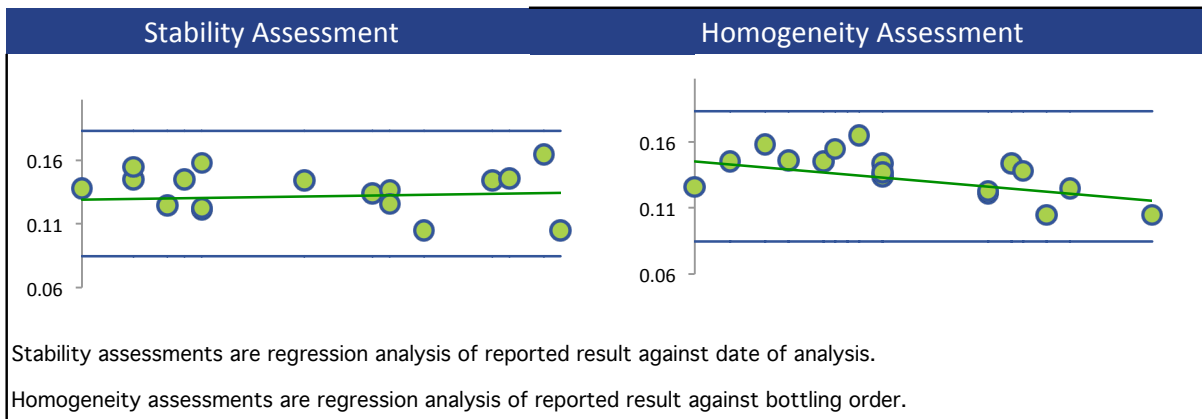 Stability Assessment
Homogeneity Assessment
0.16
0.11
0.06
0.16
0.11
0.06
Stability assessments are regression analysis of reported result against date of analysis.
Homogeneity assessments are regression analysis of reported result against bottling order.